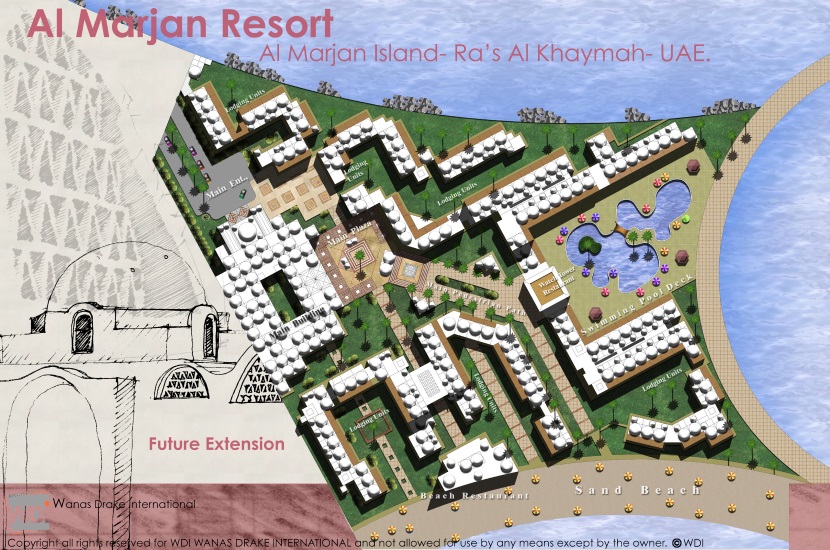 Al Marjan Resort
Al Marjan Island- Ra's Al Khaymah- UAE.
Lodging Units
Main Ent.,
Lodging
Units
Lodging Units
Main Plaza
Watch Tower
Restaurant
Swimming Pool Deck
Main Building
Lodging Units
Lodging Units
Lodging Units
Future Extension
Beach Restaurant
Sand Beach
Wanas Drake International
Copyright all rights reserved for WDI WANAS DRAKE INTERNATIONAL and not allowed for use by any means except by the owner. © WDI